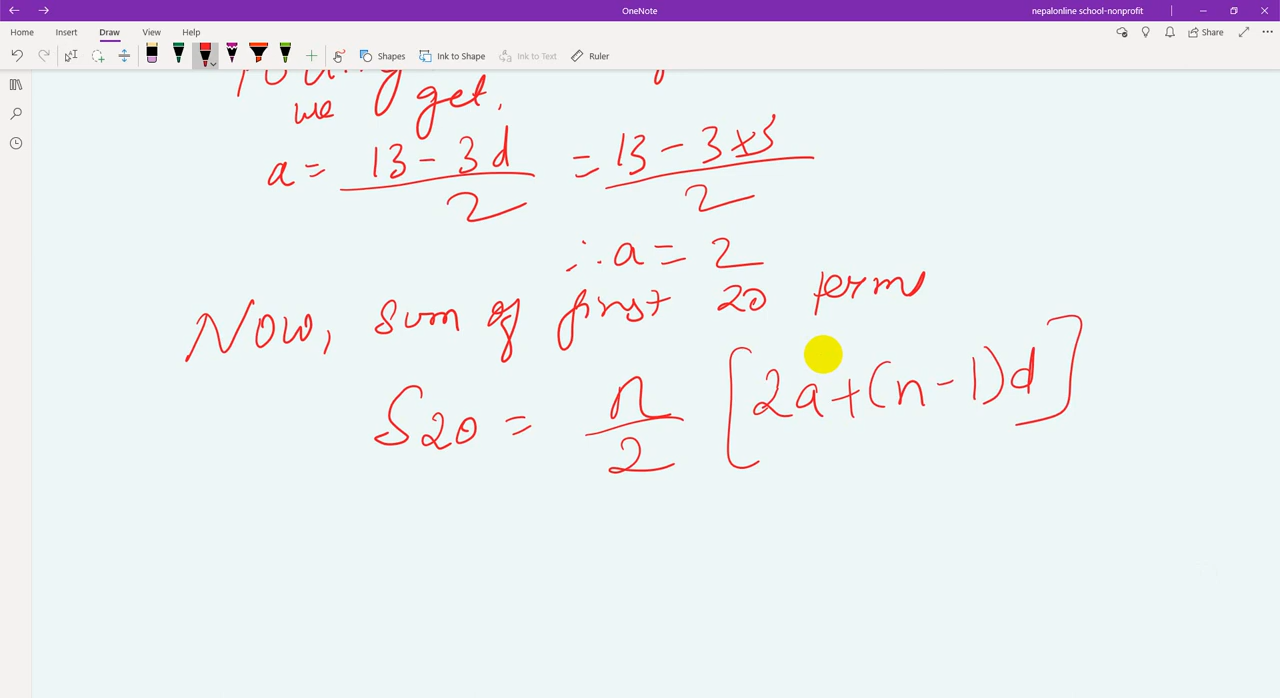 OneNote
nepalonline school-nonprofit
Home Insert Draw View Help
Share
Shapes Ink to Shape Ink to Text Ruler
we get,
a = 13 - 3d / 2 = 13 - 3×3 / 2
∴ a = 2
Now, Sum of first 20 term
S20 = n/2 [2a+(n-1)d]